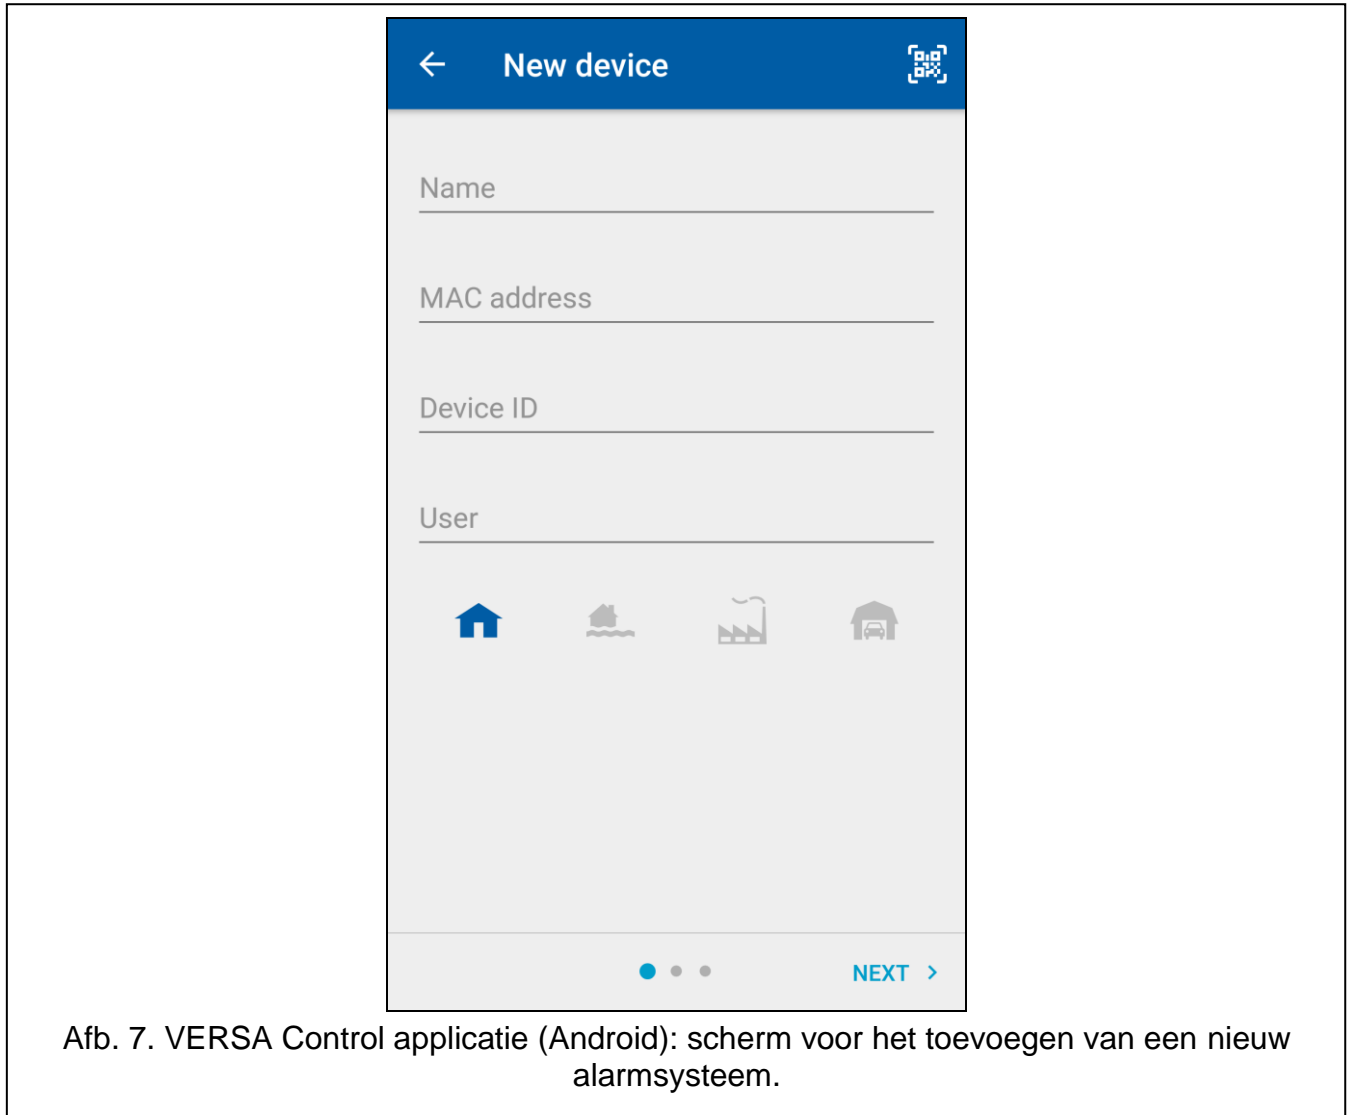 New device
Name
MAC address
Device ID
User
NEXT
Afb. 7. VERSA Control applicatie (Android): scherm voor het toevoegen van een nieuw
alarmsysteem.